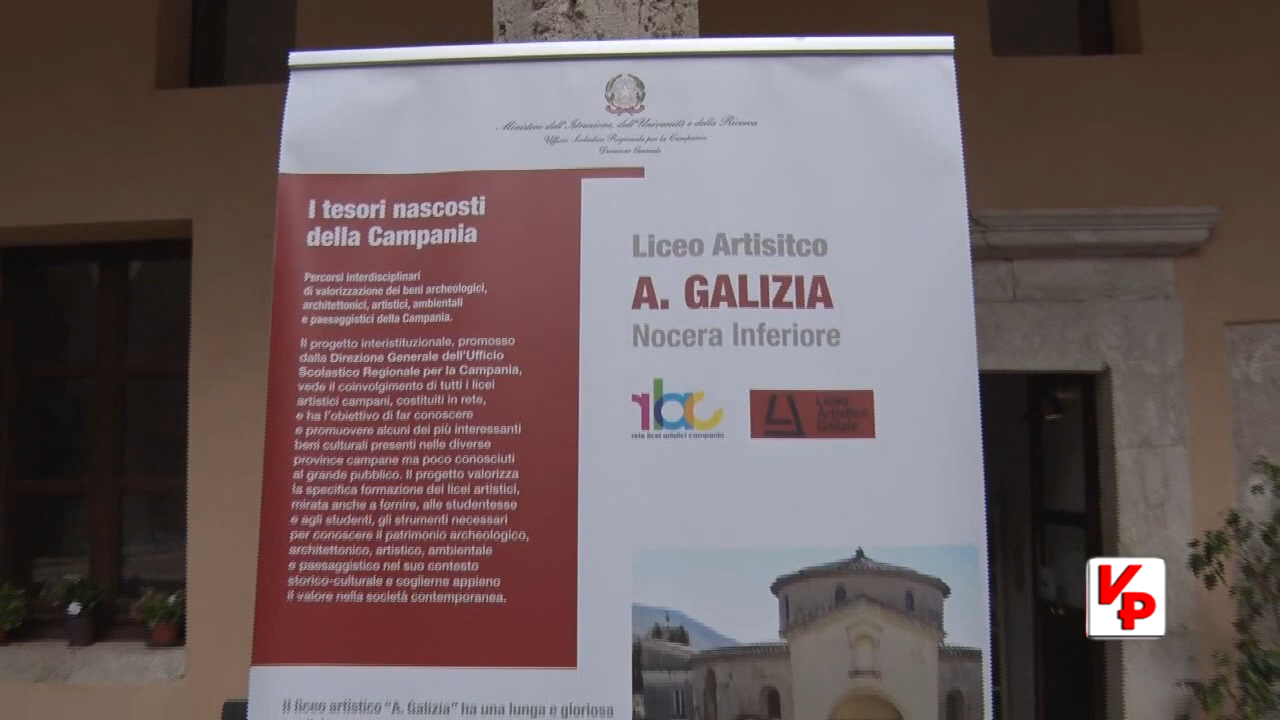 Ministero dell'Istruzione, dell'Università e della Ricerca
Ufficio Scolastico Regionale per la Campania
Direzione Generale
I tesori nascosti
della Campania
Percorsi interdisciplinari
di valorizzazione dei beni archeologici,
architettonici, artistici, ambientali
e paesaggistici della Campania.
Il progetto interistituzionale, promosso
dalla Direzione Generale dell'Ufficio
Scolastico Regionale per la Campania,
vede il coinvolgimento di tutti i licei
artistici campani, costituiti in rete,
e ha l'obiettivo di far conoscere
e promuovere alcuni dei più interessanti
beni culturali presenti nelle diverse
province campane ma poco conosciuti
al grande pubblico. Il progetto valorizza
la specifica formazione dei licei artistici,
mirata anche a fornire, alle studentesse
e agli studenti, gli strumenti necessari
per conoscere il patrimonio archeologico,
architettonico, artistico, ambientale
e paesaggistico nel suo contesto
storico-culturale e coglierne appieno
il valore nella società contemporanea.
Liceo Artisitco
A. GALIZIA
Nocera Inferiore
rlac
rete licei artistici campania
Liceo
Artistico
Galizia
Il liceo artistico "A. Galizia" ha una lunga e gloriosa
VP